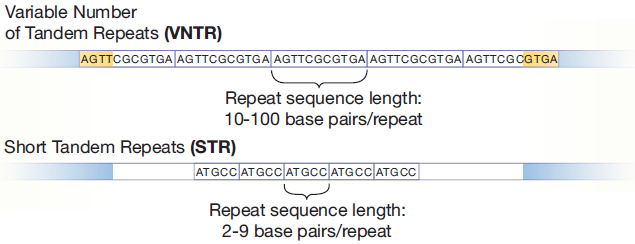 Variable Number
of Tandem Repeats (VNTR)
AGTTCGCGTGA AGTTCGCGTGA AGTTCGCGTGA AGTTCGCGTGA AGTTCGCGTGA
Repeat sequence length:
10-100 base pairs/repeat
Short Tandem Repeats (STR)
ATGCC ATGCC ATGCC ATGCC ATGCC
Repeat sequence length:
2-9 base pairs/repeat